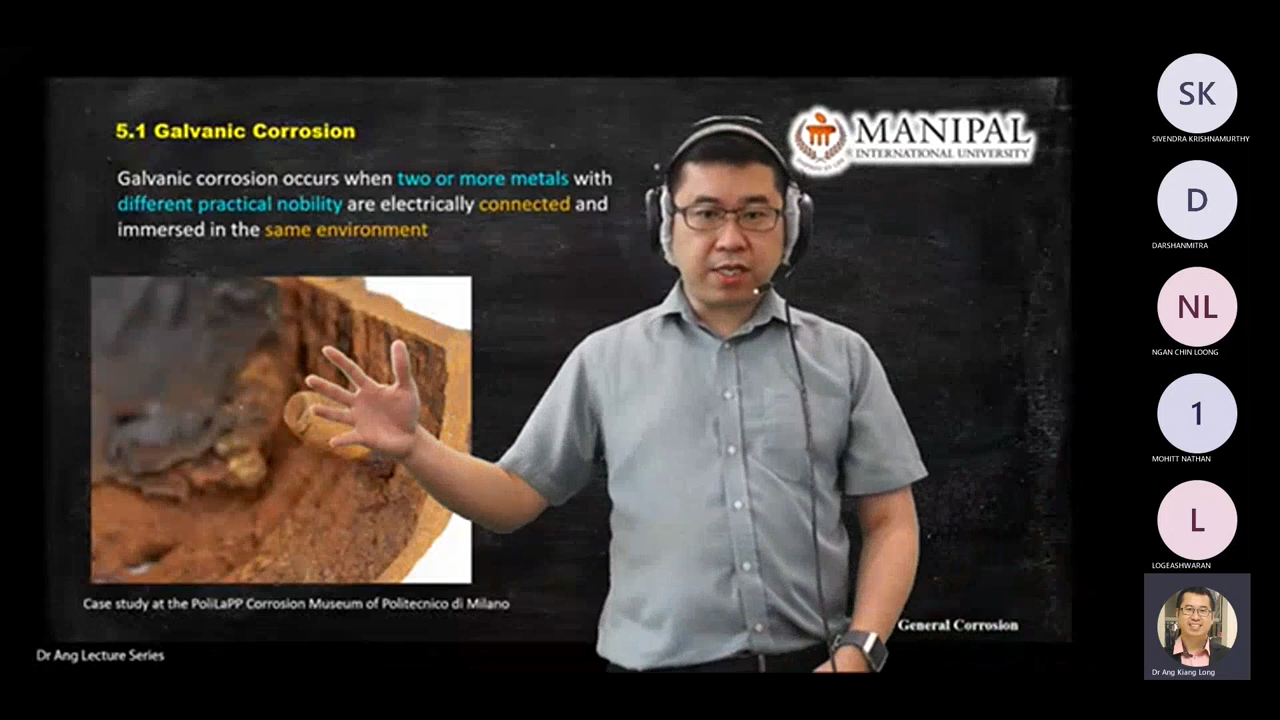 5.1 Galvanic Corrosion
Galvanic corrosion occurs when two or more metals with
different practical nobility are electrically connected and
immersed in the same environment
Case study at the PoliLaPP Corrosion Museum of Politecnico di Milano
Dr Ang Lecture Series
MANIPAL
INTERNATIONAL UNIVERSITY
General Corrosion
SK
SIVENDRA KRISHNAMURTHY
D
DARSHANMITRA
NL
NGAN CHIN LOONG
1
MOHITT NATHAN
L
LOGEASHWARAN
Dr Ang Kiang Long